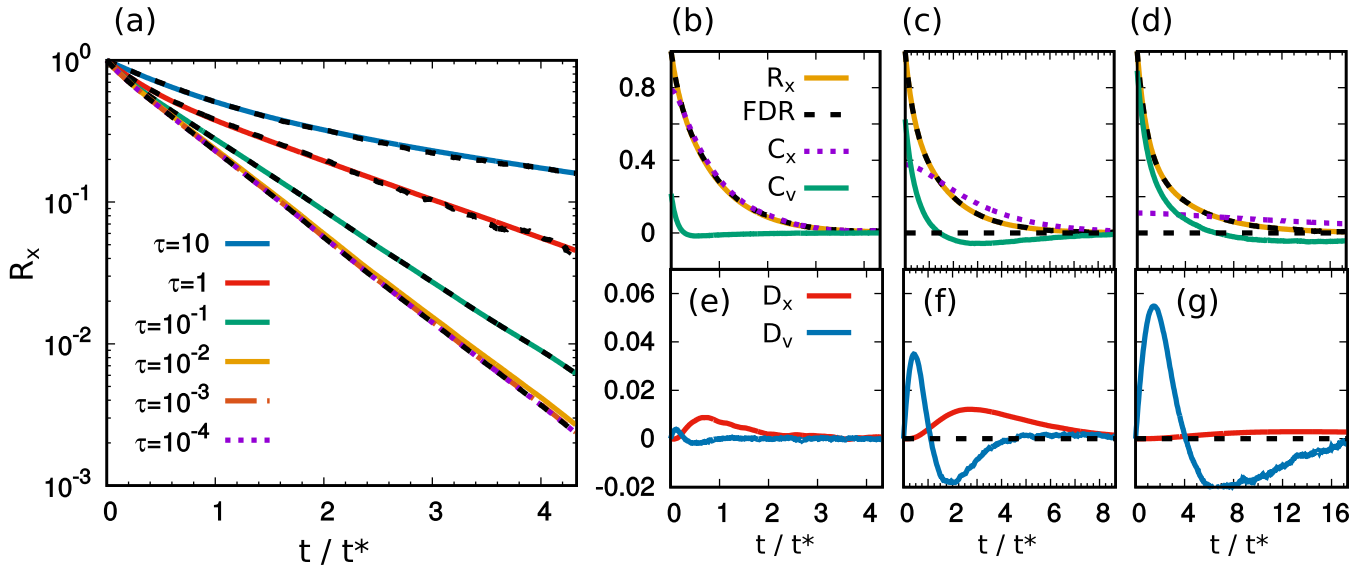 (a)
R_x
10^0
10^-1
10^-2
10^-3
τ=10
τ=1
τ=10^-1
τ=10^-2
τ=10^-3
τ=10^-4
0 1 2 3 4
t / t*
(b) (c) (d)
0.8
0.4
0
R_x
FDR
C_x
C_v
(e) (f) (g)
0.06
0.04
0.02
0
-0.02
D_x
D_v
0 1 2 3 4
t / t*
0 2 4 6 8
t / t*
0 4 8 12 16
t / t*